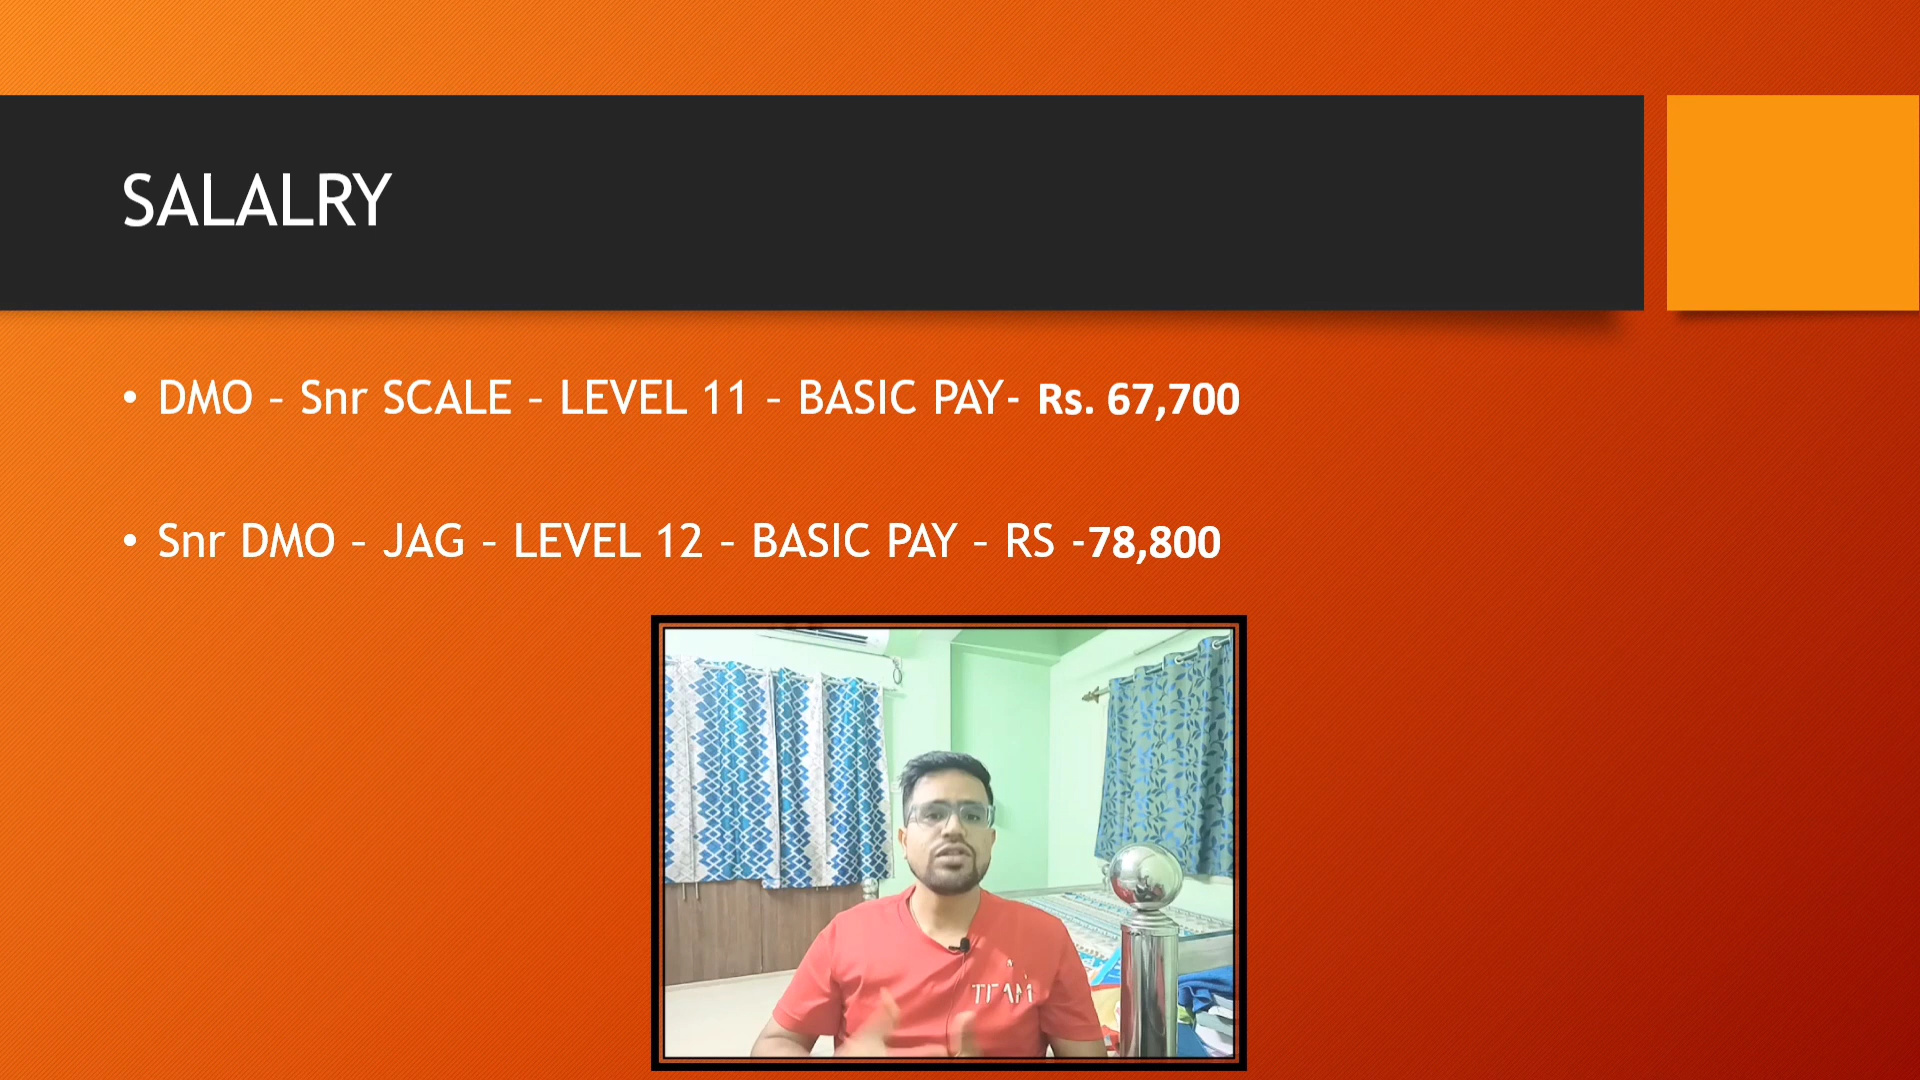 SALALRY
• DMO – Snr SCALE – LEVEL 11 – BASIC PAY- Rs. 67,700
• Snr DMO – JAG – LEVEL 12 – BASIC PAY – RS -78,800
TEAM